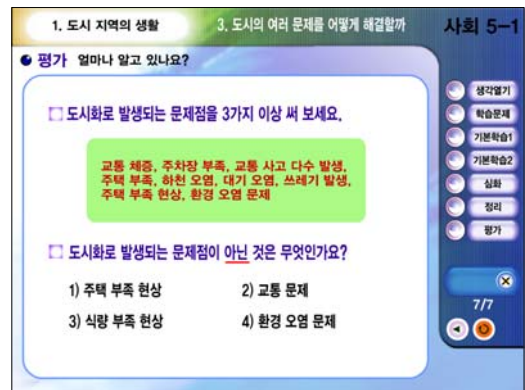 1. 도시 지역의 생활
3. 도시의 여러 문제를 어떻게 해결할까
사회 5-1
평가 얼마나 알고 있나요?
도시화로 발생되는 문제점을 3가지 이상 써 보세요.
교통 체증, 주차장 부족, 교통 사고 다수 발생,
주택 부족, 하천 오염, 대기 오염, 쓰레기 발생,
주택 부족 현상, 환경 오염 문제
도시화로 발생되는 문제점이 아닌 것은 무엇인가요?
1) 주택 부족 현상
2) 교통 문제
3) 식량 부족 현상
4) 환경 오염 문제
생각열기
학습문제
기본학습1
기본학습2
심화
정리
평가
7/7